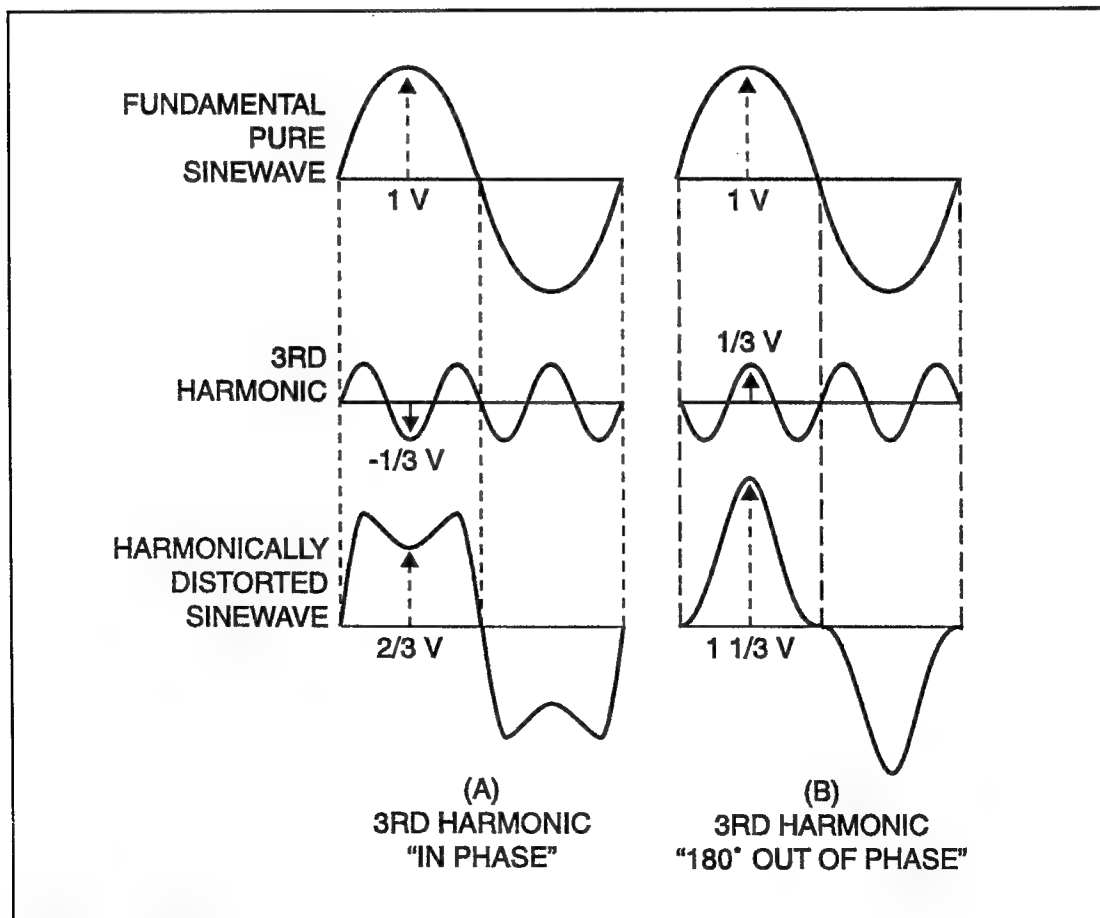 FUNDAMENTAL
PURE
SINEWAVE
1 V
1 V
3RD
HARMONIC
-1/3 V
1/3 V
HARMONICALLY
DISTORTED
SINEWAVE
2/3 V
1 1/3 V
(A)
3RD HARMONIC
“IN PHASE”
(B)
3RD HARMONIC
“180° OUT OF PHASE”